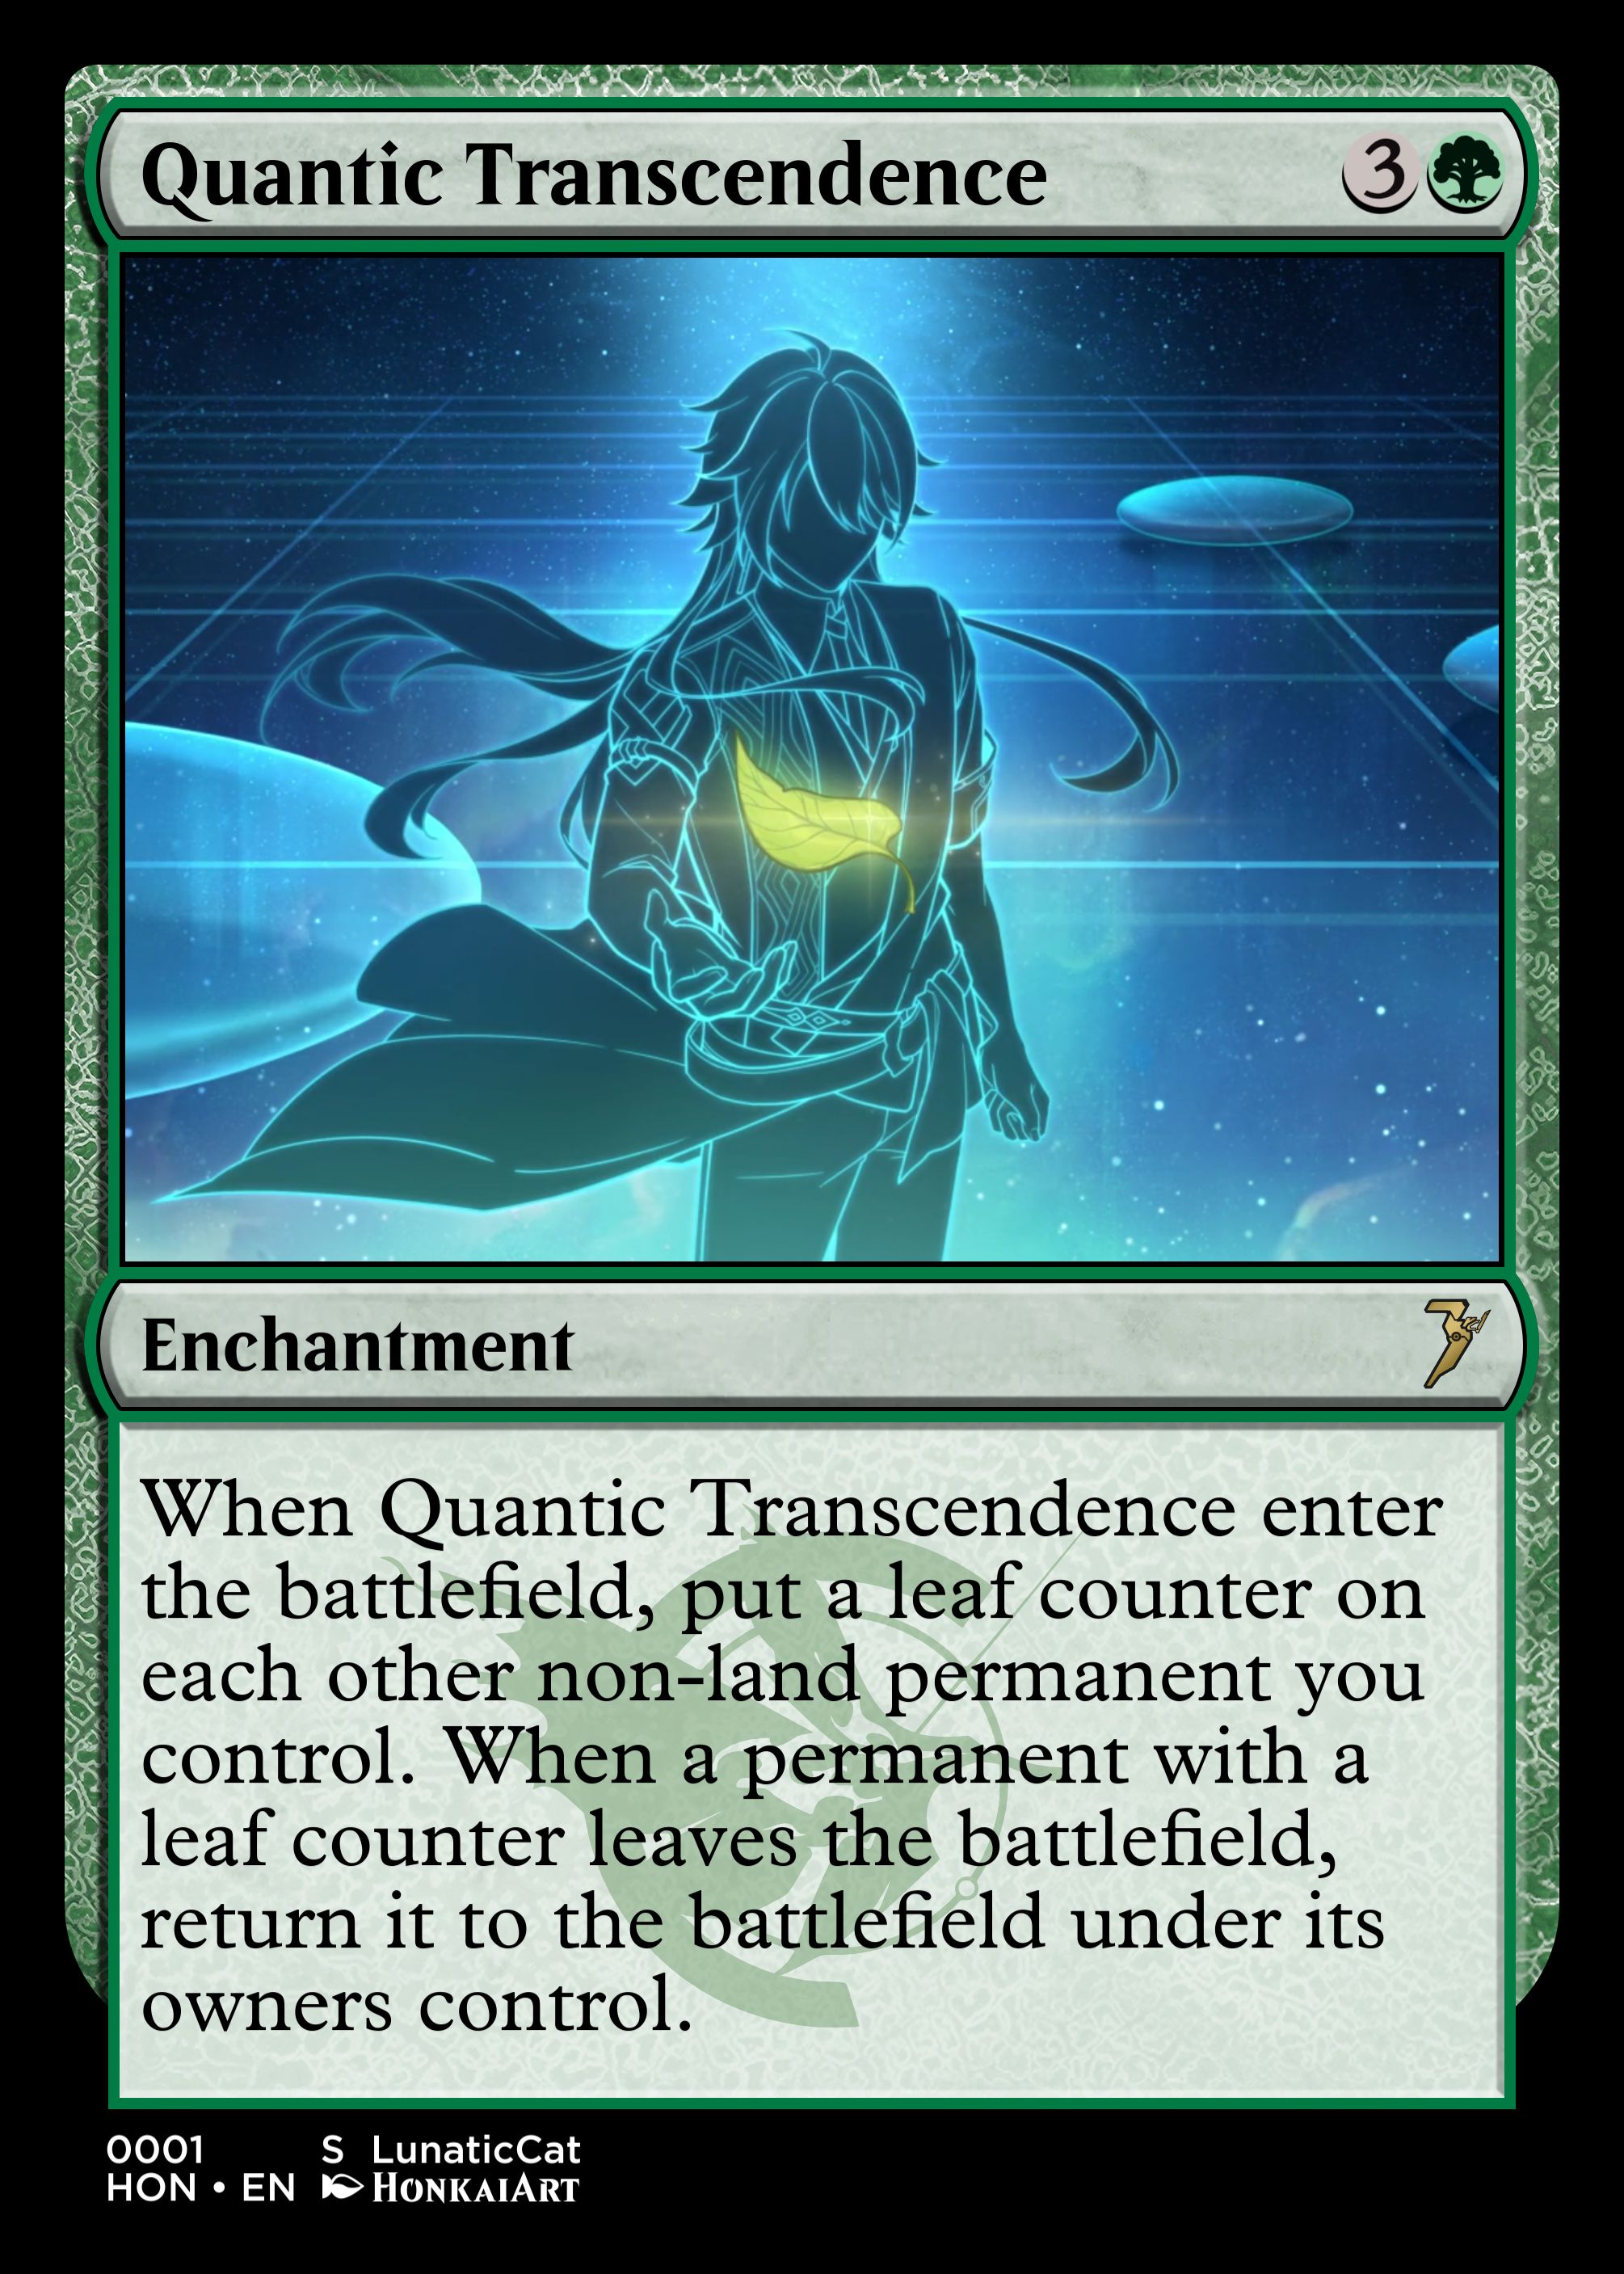 Quantic Transcendence 3
Enchantment
When Quantic Transcendence enter
the battlefield, put a leaf counter on
each other non-land permanent you
control. When a permanent with a
leaf counter leaves the battlefield,
return it to the battlefield under its
owners control.
0001 S LunaticCat
HON • EN HonkaiArt